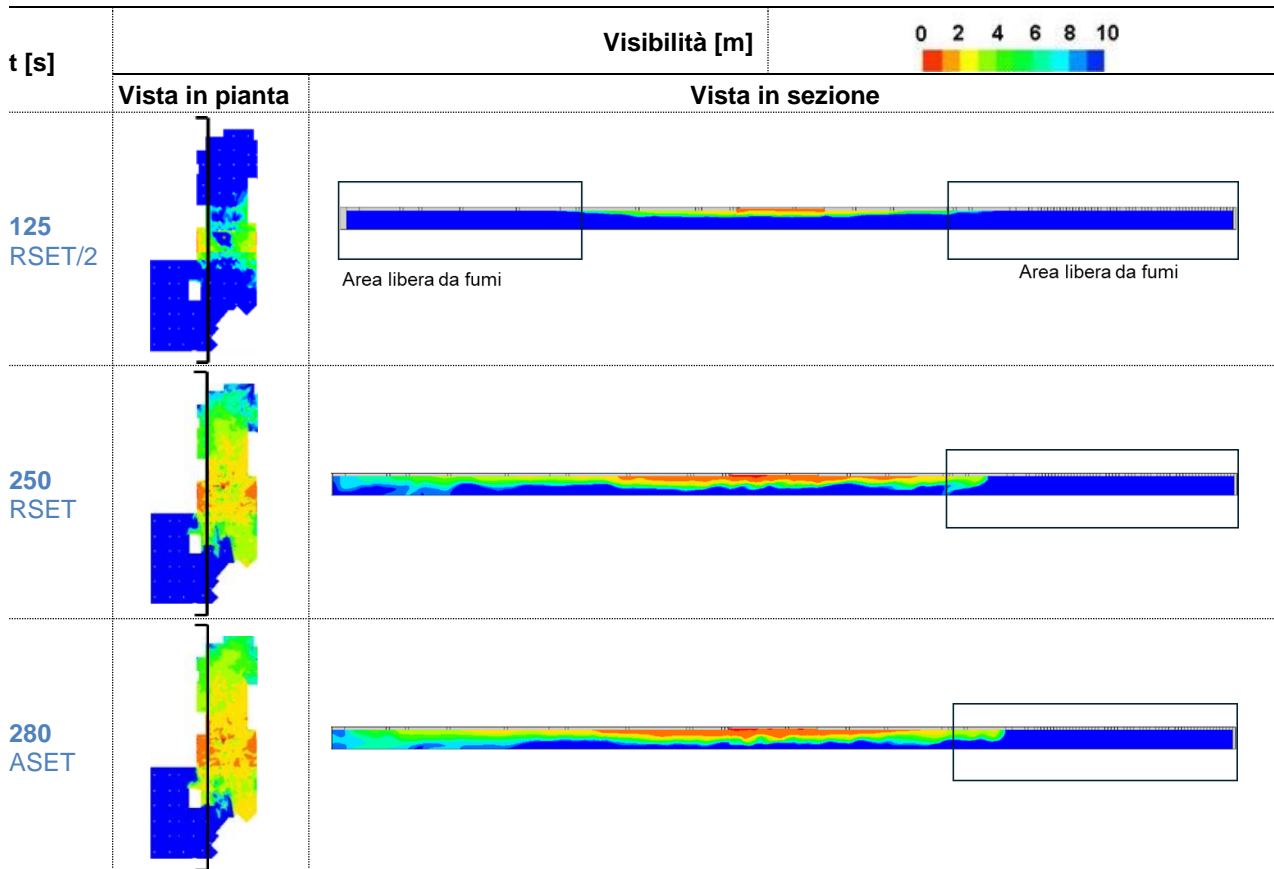 t [s]
Visibilità [m]
0 2 4 6 8 10
Vista in pianta
Vista in sezione
125
RSET/2
Area libera da fumi
Area libera da fumi
250
RSET
280
ASET